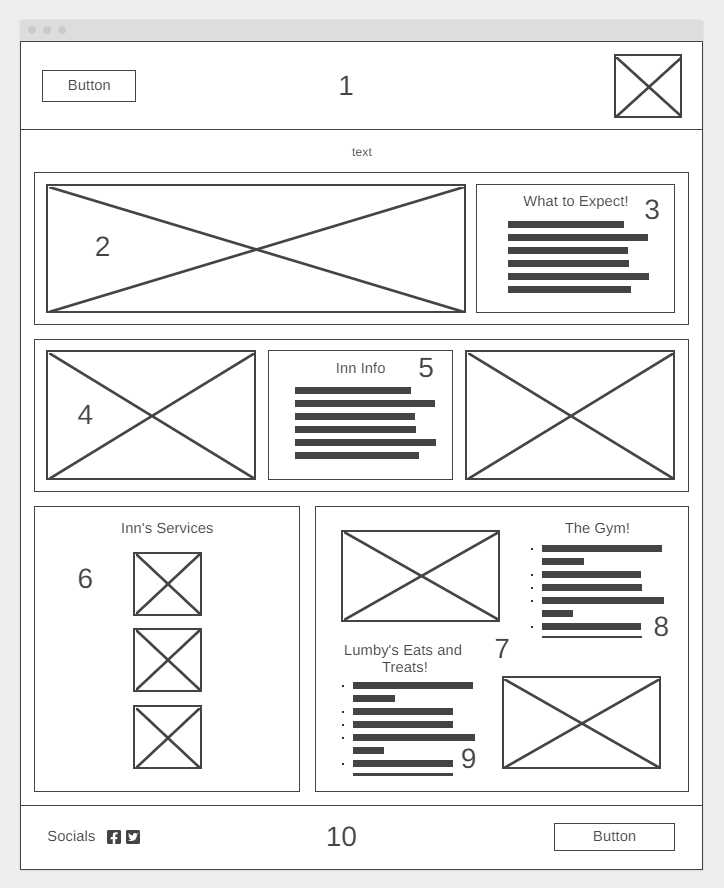 Button
1
text
2
What to Expect!
3
4
Inn Info
5
Inn's Services
6
The Gym!
8
7
Lumby's Eats and
Treats!
9
Socials
10
Button